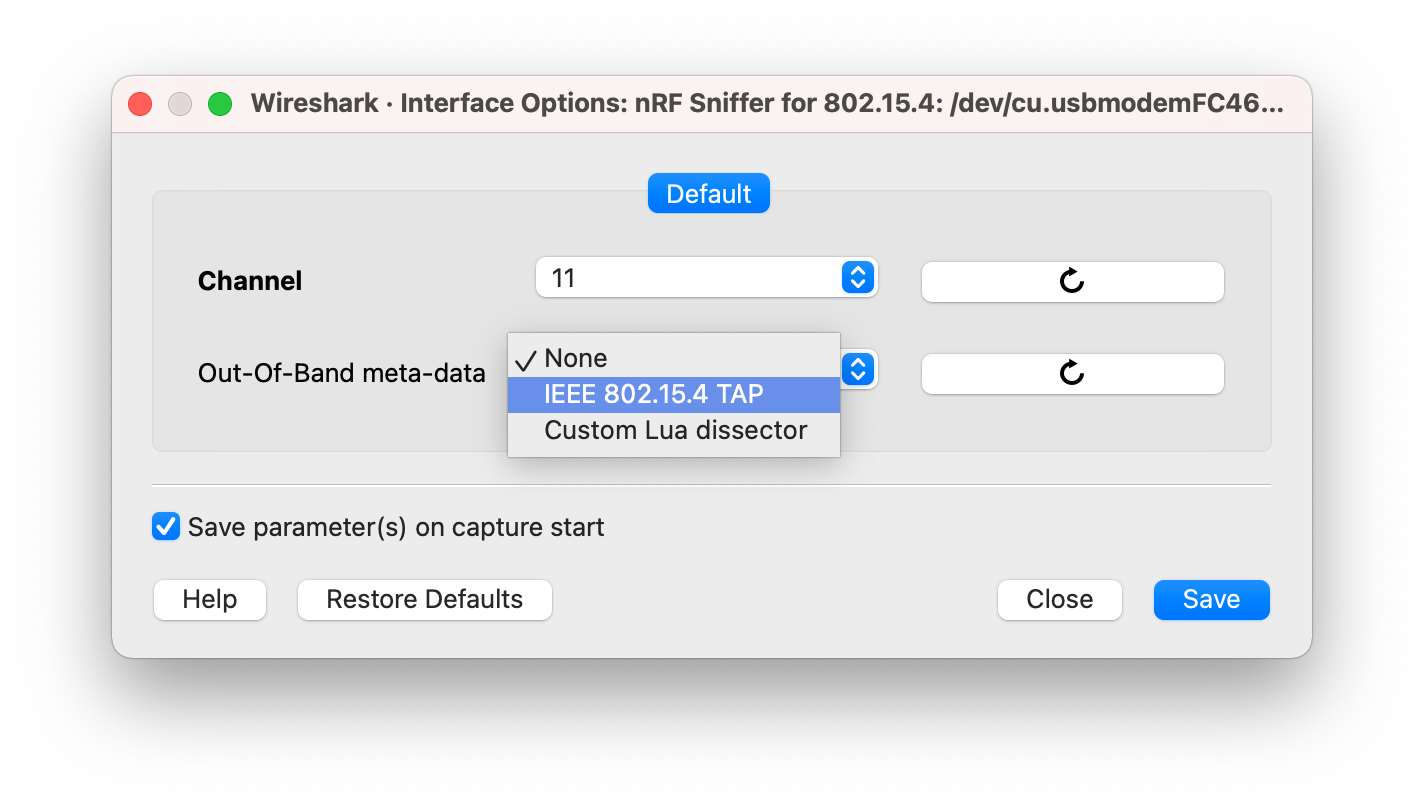 Wireshark · Interface Options: nRF Sniffer for 802.15.4: /dev/cu.usbmodemFC46...
Default
Channel
11
Out-Of-Band meta-data
None
IEEE 802.15.4 TAP
Custom Lua dissector
Save parameter(s) on capture start
Help
Restore Defaults
Close
Save